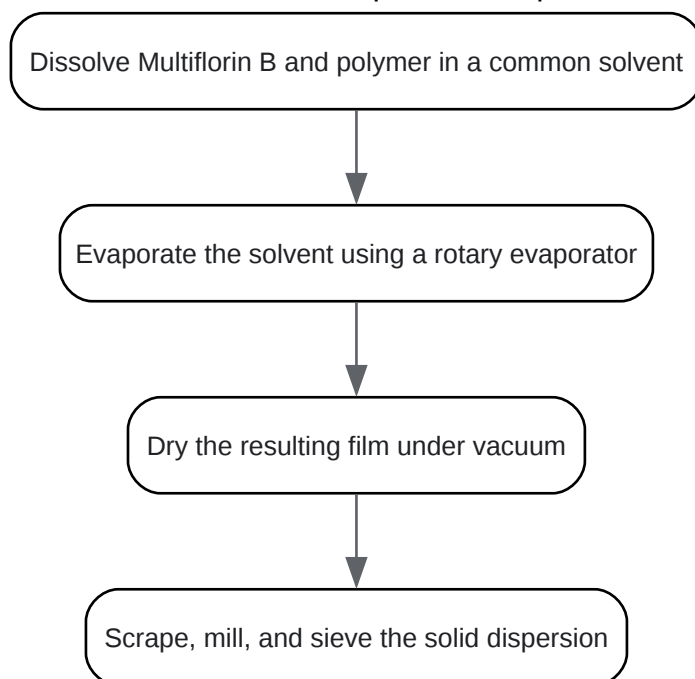 Dissolve Multiflorin B and polymer in a common solvent
Evaporate the solvent using a rotary evaporator
Dry the resulting film under vacuum
Scrape, mill, and sieve the solid dispersion